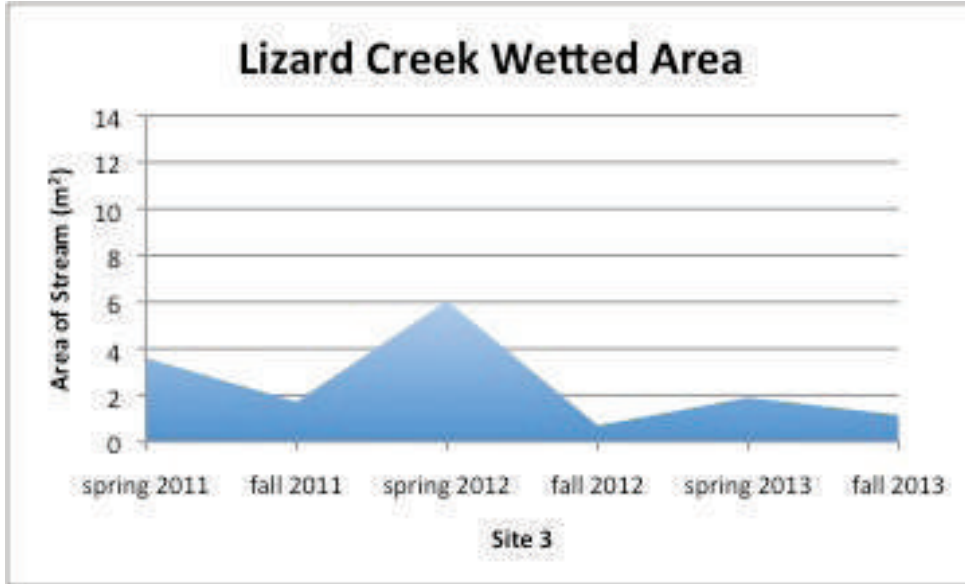 Lizard Creek Wetted Area
Area of Stream (m²)
14
12
10
8
6
4
2
0
spring 2011 fall 2011 spring 2012 fall 2012 spring 2013 fall 2013
Site 3